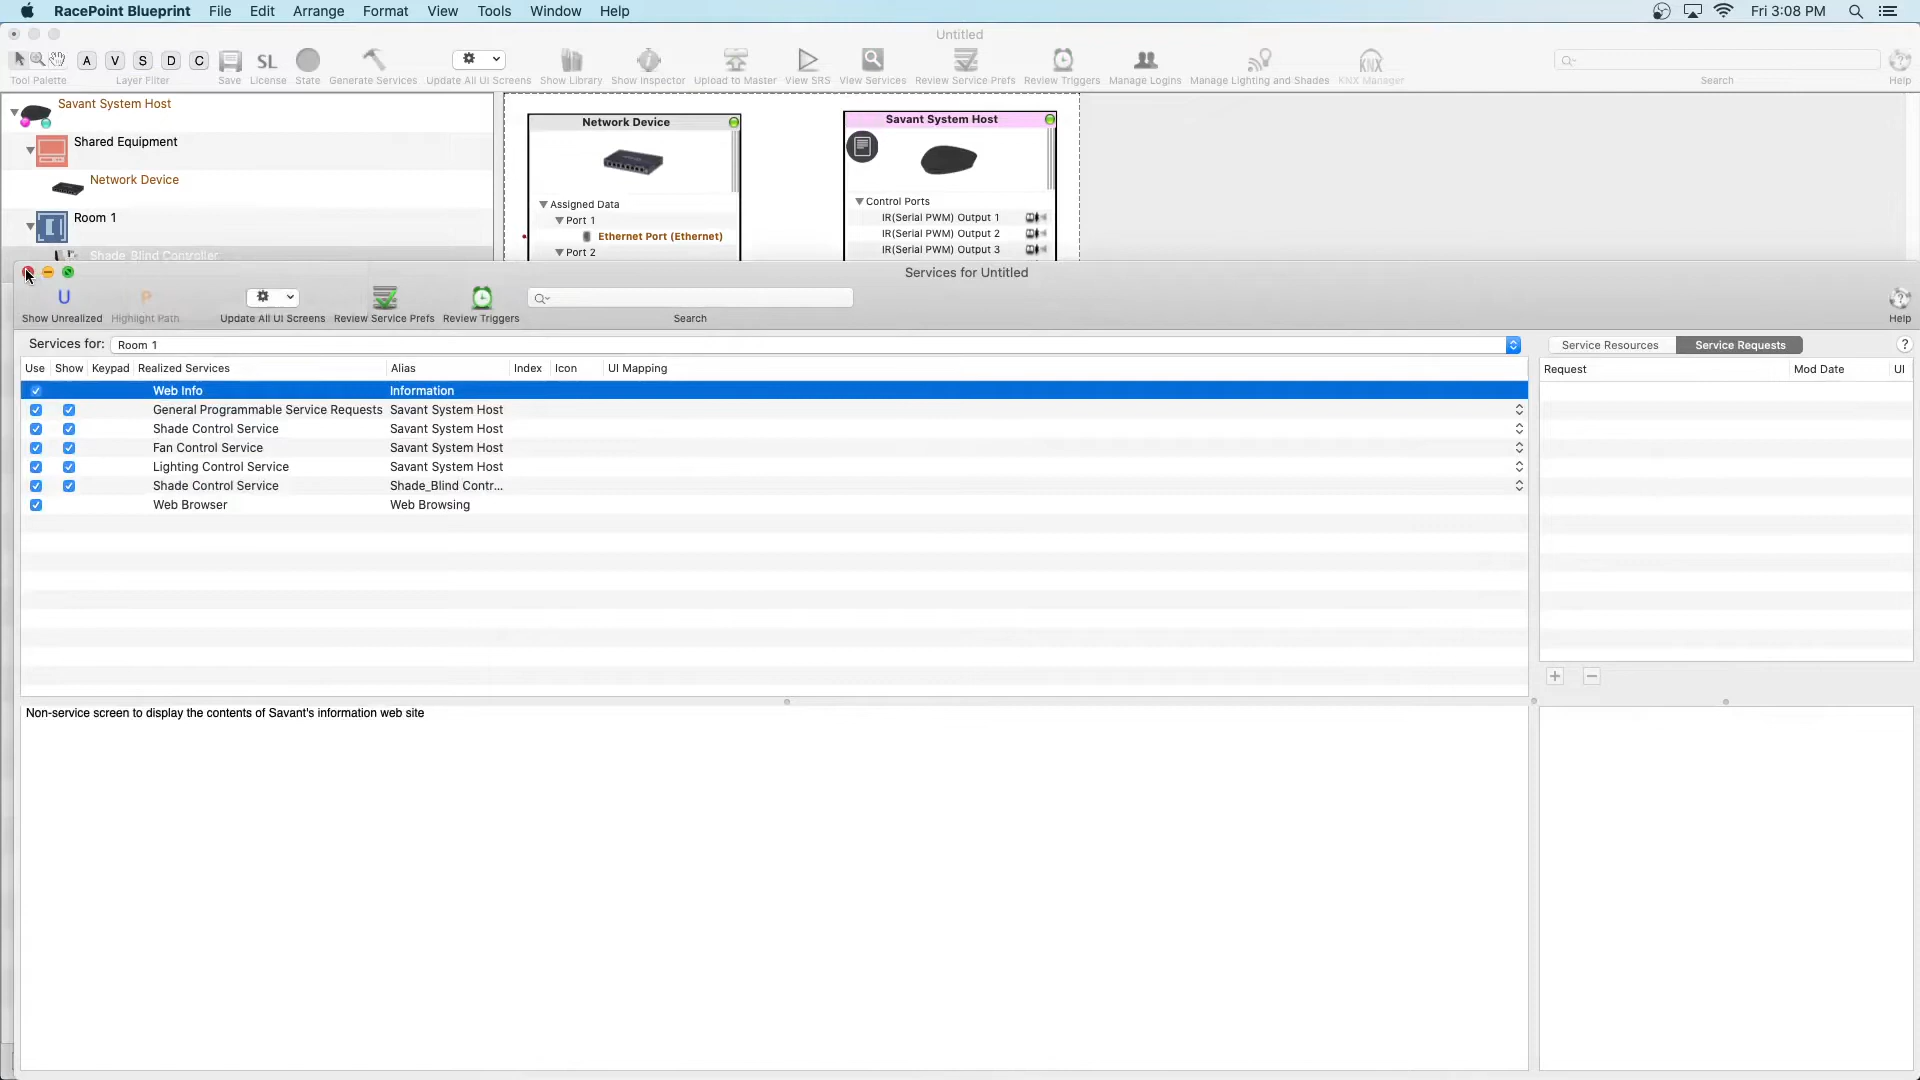 RacePoint Blueprint File Edit Arrange Format View Tools Window Help Fri 3:08 PM
Untitled
A V S D C SL
Tool Palette Layer Filter Save License State Generate Services Update All UI Screens Show Library Show Inspector Upload to Master View SRS View Services Review Service Prefs Review Triggers Manage Logins Manage Lighting and Shades KNX Manager Search Help
Savant System Host
Shared Equipment
Network Device
Room 1
Shade_Blind Controller
Network Device
Assigned Data
Port 1
Ethernet Port (Ethernet)
Port 2
Savant System Host
Control Ports
IR(Serial PWM) Output 1
IR(Serial PWM) Output 2
IR(Serial PWM) Output 3
Services for Untitled
U P
Show Unrealized Highlight Path Update All UI Screens Review Service Prefs Review Triggers Search Help
Services for: Room 1 Service Resources Service Requests ?
Use Show Keypad Realized Services Alias Index Icon UI Mapping Request Mod Date UI
Web Info Information
General Programmable Service Requests Savant System Host
Shade Control Service Savant System Host
Fan Control Service Savant System Host
Lighting Control Service Savant System Host
Shade Control Service Shade_Blind Contr...
Web Browser Web Browsing
Non-service screen to display the contents of Savant's information web site